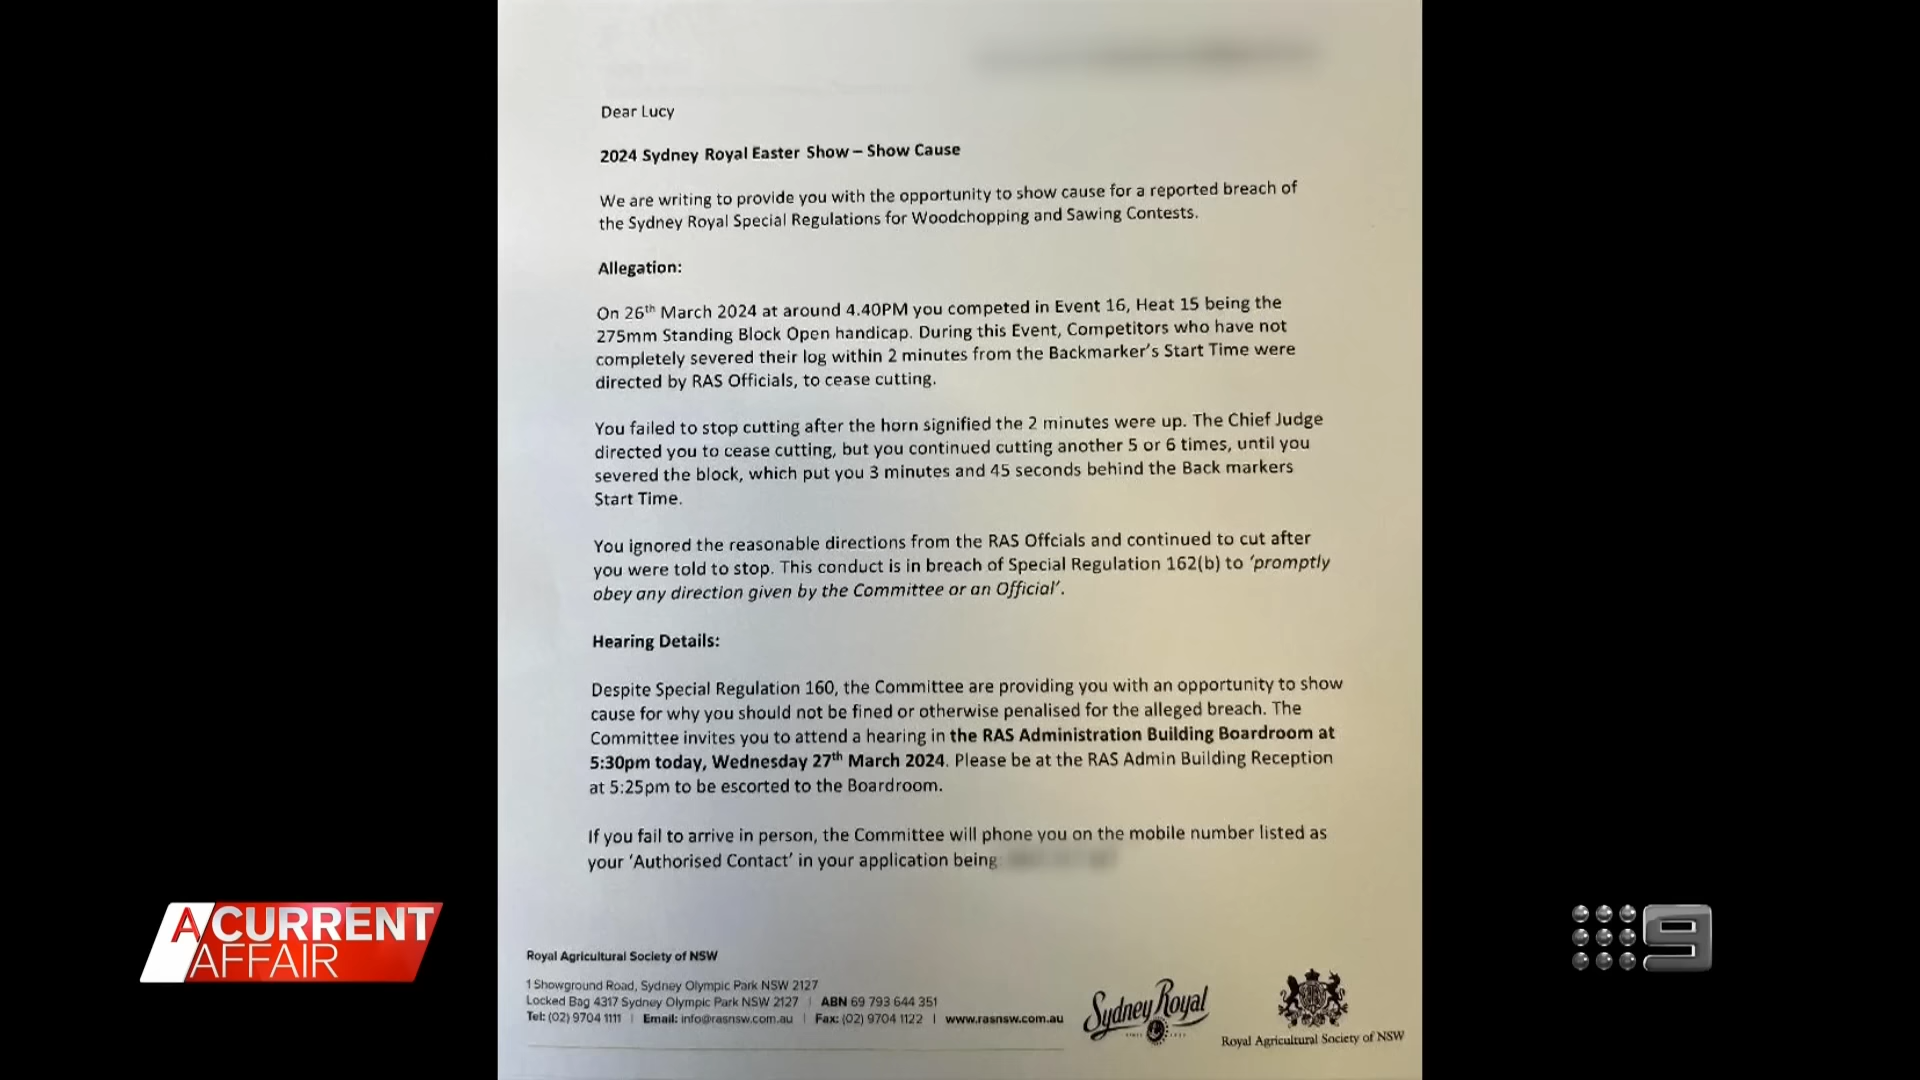 Dear Lucy
2024 Sydney Royal Easter Show – Show Cause
We are writing to provide you with the opportunity to show cause for a reported breach of
the Sydney Royal Special Regulations for Woodchopping and Sawing Contests.
Allegation:
On 26th March 2024 at around 4.40PM you competed in Event 16, Heat 15 being the
275mm Standing Block Open handicap. During this Event, Competitors who have not
completely severed their log within 2 minutes from the Backmarker's Start Time were
directed by RAS Officials, to cease cutting.
You failed to stop cutting after the horn signified the 2 minutes were up. The Chief Judge
directed you to cease cutting, but you continued cutting another 5 or 6 times, until you
severed the block, which put you 3 minutes and 45 seconds behind the Back markers
Start Time.
You ignored the reasonable directions from the RAS Offcials and continued to cut after
you were told to stop. This conduct is in breach of Special Regulation 162(b) to 'promptly
obey any direction given by the Committee or an Official'.
Hearing Details:
Despite Special Regulation 160, the Committee are providing you with an opportunity to show
cause for why you should not be fined or otherwise penalised for the alleged breach. The
Committee invites you to attend a hearing in the RAS Administration Building Boardroom at
5:30pm today, Wednesday 27th March 2024. Please be at the RAS Admin Building Reception
at 5:25pm to be escorted to the Boardroom.
If you fail to arrive in person, the Committee will phone you on the mobile number listed as
your 'Authorised Contact' in your application being
Royal Agricultural Society of NSW
1 Showground Road, Sydney Olympic Park NSW 2127
Locked Bag 4317 Sydney Olympic Park NSW 2127 | ABN 69 793 644 351
Tel: (02) 9704 1111 | Email: info@rasnsw.com.au | Fax: (02) 9704 1122 | www.rasnsw.com.au
Sydney Royal
Royal Agricultural Society of NSW
A CURRENT
AFFAIR
9